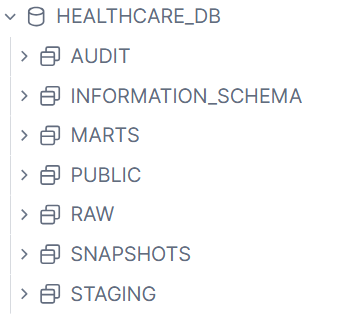 HEALTHCARE_DB
AUDIT
INFORMATION_SCHEMA
MARTS
PUBLIC
RAW
SNAPSHOTS
STAGING